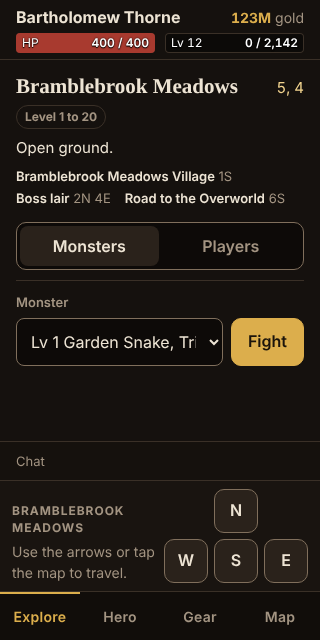 Bartholomew Thorne 123M gold
HP 400 / 400 Lv 12 0 / 2,142
Bramblebrook Meadows 5, 4
Level 1 to 20
Open ground.
Bramblebrook Meadows Village 1S
Boss lair 2N 4E Road to the Overworld 6S
Monsters Players
Monster
Lv 1 Garden Snake, Tri Fight
Chat
BRAMBLEBROOK
MEADOWS
Use the arrows or tap
the map to travel.
N
W S E
Explore Hero Gear Map